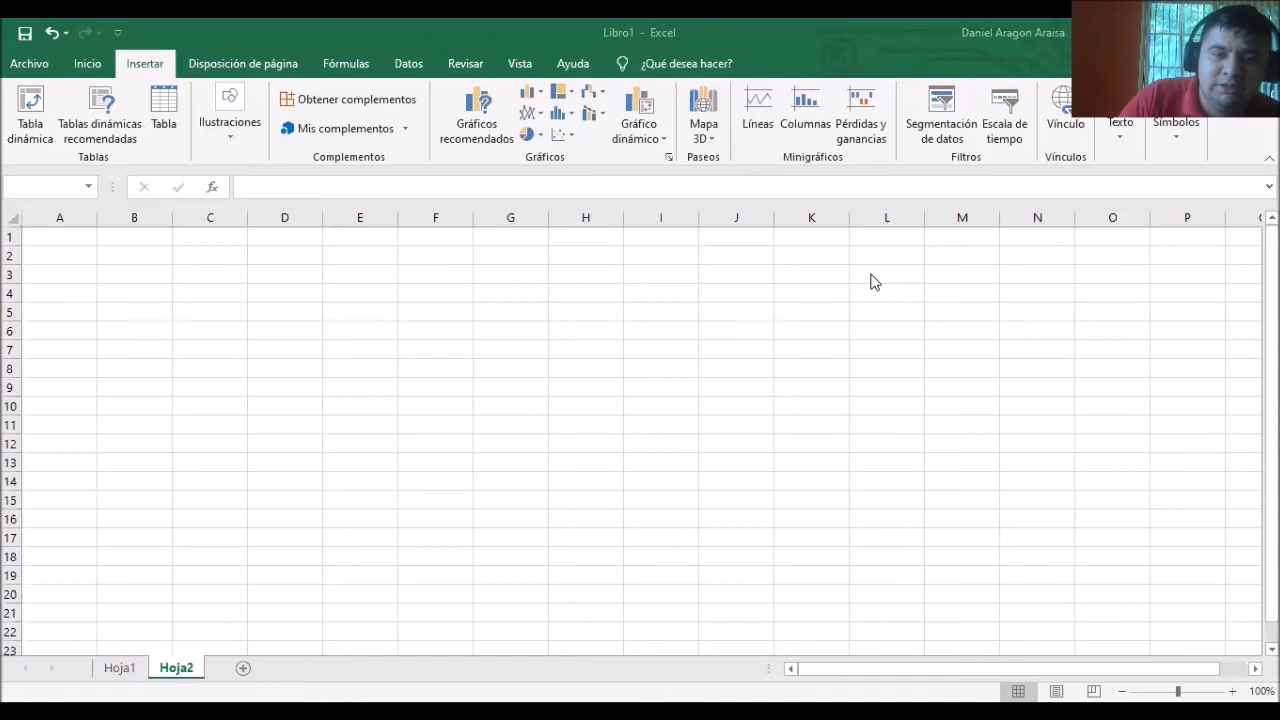 Libro1 - Excel
Daniel Aragon Araisa
Archivo Inicio Insertar Disposición de página Fórmulas Datos Revisar Vista Ayuda ¿Qué desea hacer?
Tabla dinámica
Tablas dinámicas recomendadas
Tabla
Tablas
Ilustraciones
Obtener complementos
Mis complementos
Complementos
Gráficos recomendados
Gráfico dinámico
Gráficos
Mapa 3D
Paseos
Líneas
Columnas
Pérdidas y ganancias
Minigráficos
Segmentación de datos
Escala de tiempo
Filtros
Vínculo
Vínculos
Texto
Símbolos
fx
A B C D E F G H I J K L M N O P
1
2
3
4
5
6
7
8
9
10
11
12
13
14
15
16
17
18
19
20
21
22
23
Hoja1 Hoja2
100%